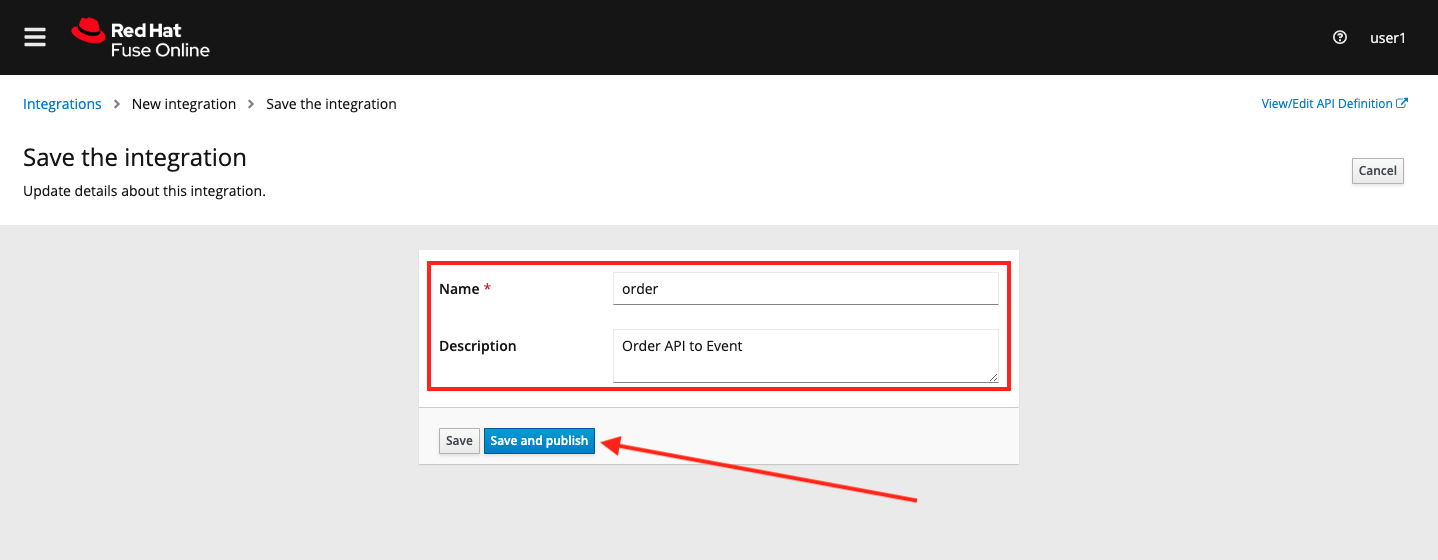 Red Hat
Fuse Online
user1
Integrations > New integration > Save the integration
View/Edit API Definition
Save the integration
Update details about this integration.
Cancel
Name * order
Description Order API to Event
Save Save and publish